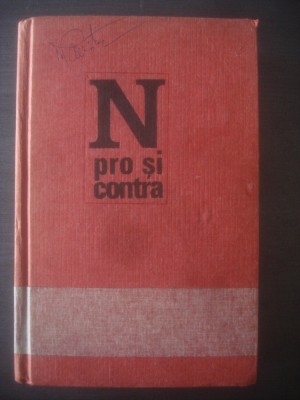 N
pro și
contra